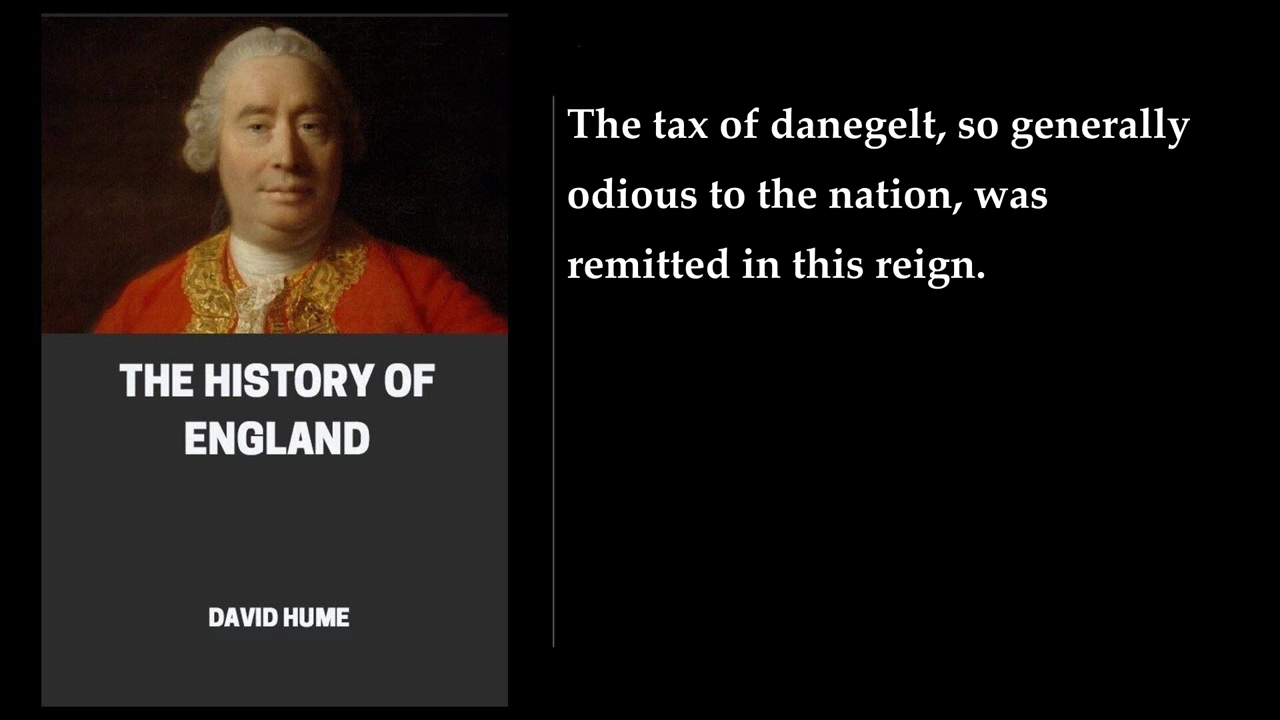 THE HISTORY OF
ENGLAND
DAVID HUME
The tax of danegelt, so generally
odious to the nation, was
remitted in this reign.